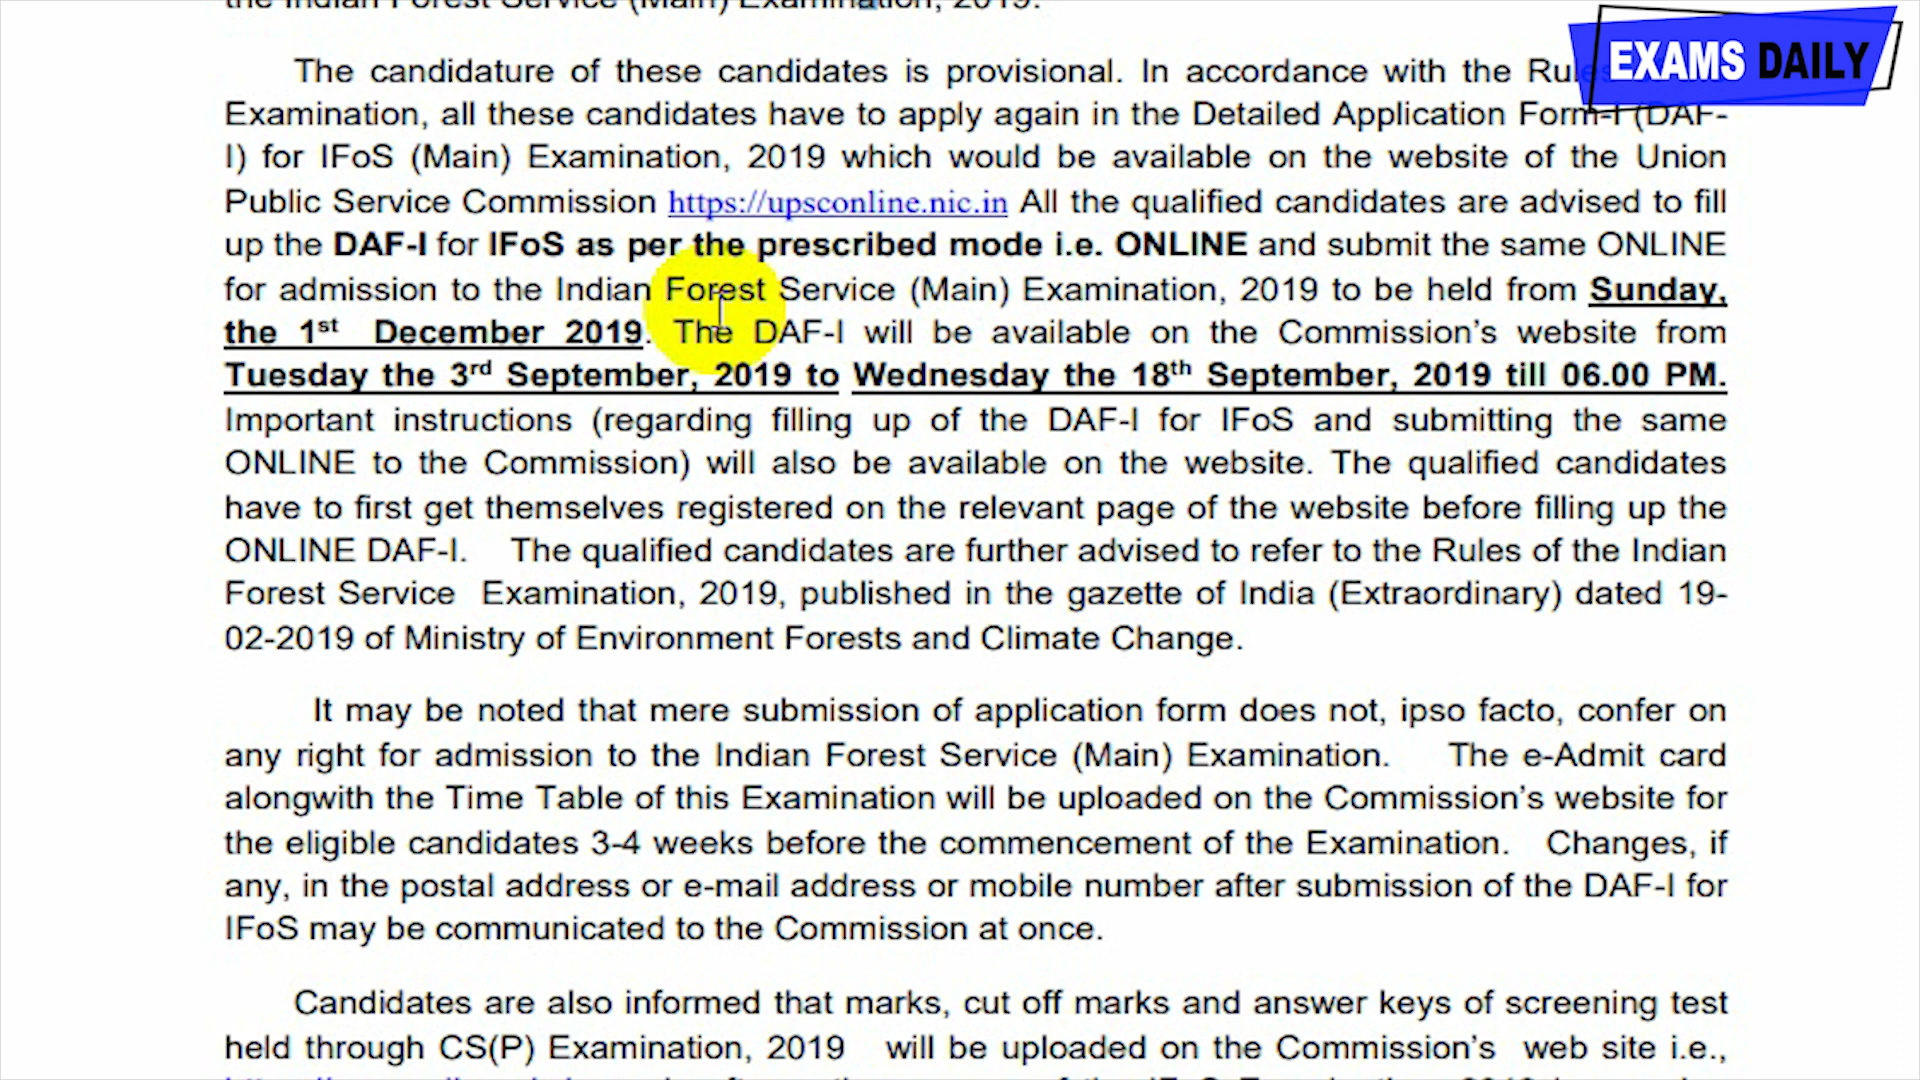 the Indian Forest Service (Main) Examination, 2019.
EXAMS DAILY
The candidature of these candidates is provisional. In accordance with the Rules
Examination, all these candidates have to apply again in the Detailed Application Form-I (DAF-
I) for IFoS (Main) Examination, 2019 which would be available on the website of the Union
Public Service Commission https://upsconline.nic.in All the qualified candidates are advised to fill
up the DAF-I for IFoS as per the prescribed mode i.e. ONLINE and submit the same ONLINE
for admission to the Indian Forest Service (Main) Examination, 2019 to be held from Sunday,
the 1st December 2019. The DAF-I will be available on the Commission's website from
Tuesday the 3rd September, 2019 to Wednesday the 18th September, 2019 till 06.00 PM.
Important instructions (regarding filling up of the DAF-I for IFoS and submitting the same
ONLINE to the Commission) will also be available on the website. The qualified candidates
have to first get themselves registered on the relevant page of the website before filling up the
ONLINE DAF-I. The qualified candidates are further advised to refer to the Rules of the Indian
Forest Service Examination, 2019, published in the gazette of India (Extraordinary) dated 19-
02-2019 of Ministry of Environment Forests and Climate Change.
It may be noted that mere submission of application form does not, ipso facto, confer on
any right for admission to the Indian Forest Service (Main) Examination. The e-Admit card
alongwith the Time Table of this Examination will be uploaded on the Commission's website for
the eligible candidates 3-4 weeks before the commencement of the Examination. Changes, if
any, in the postal address or e-mail address or mobile number after submission of the DAF-I for
IFoS may be communicated to the Commission at once.
Candidates are also informed that marks, cut off marks and answer keys of screening test
held through CS(P) Examination, 2019 will be uploaded on the Commission's web site i.e.,